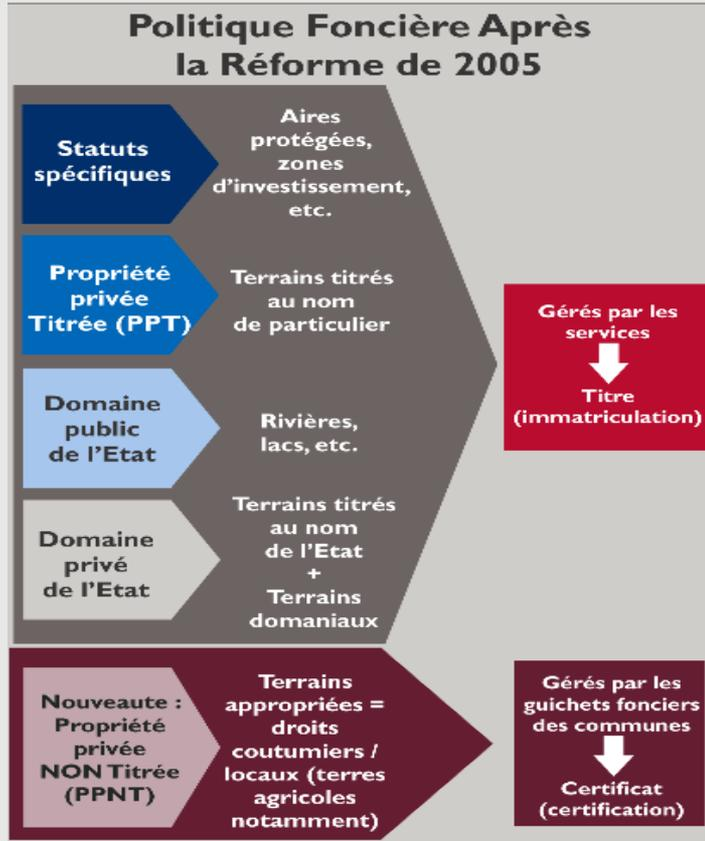 Politique Foncière Après
la Réforme de 2005
Statuts
spécifiques
Aires
protégées,
zones
d'investissement,
etc.
Propriété
privée
Titrée (PPT)
Terrains titrés
au nom
de particulier
Domaine
public
de l'Etat
Rivières,
lacs, etc.
Domaine
privé
de l'Etat
Terrains titrés
au nom
de l'Etat
+
Terrains
domaniaux
Gérés par les
services
Titre
(immatriculation)
Nouveaute :
Propriété
privée
NON Titrée
(PPNT)
Terrains
appropriées =
droits
coutumiers /
locaux (terres
agricoles
notamment)
Gérés par les
guichets fonciers
des communes
Certificat
(certification)